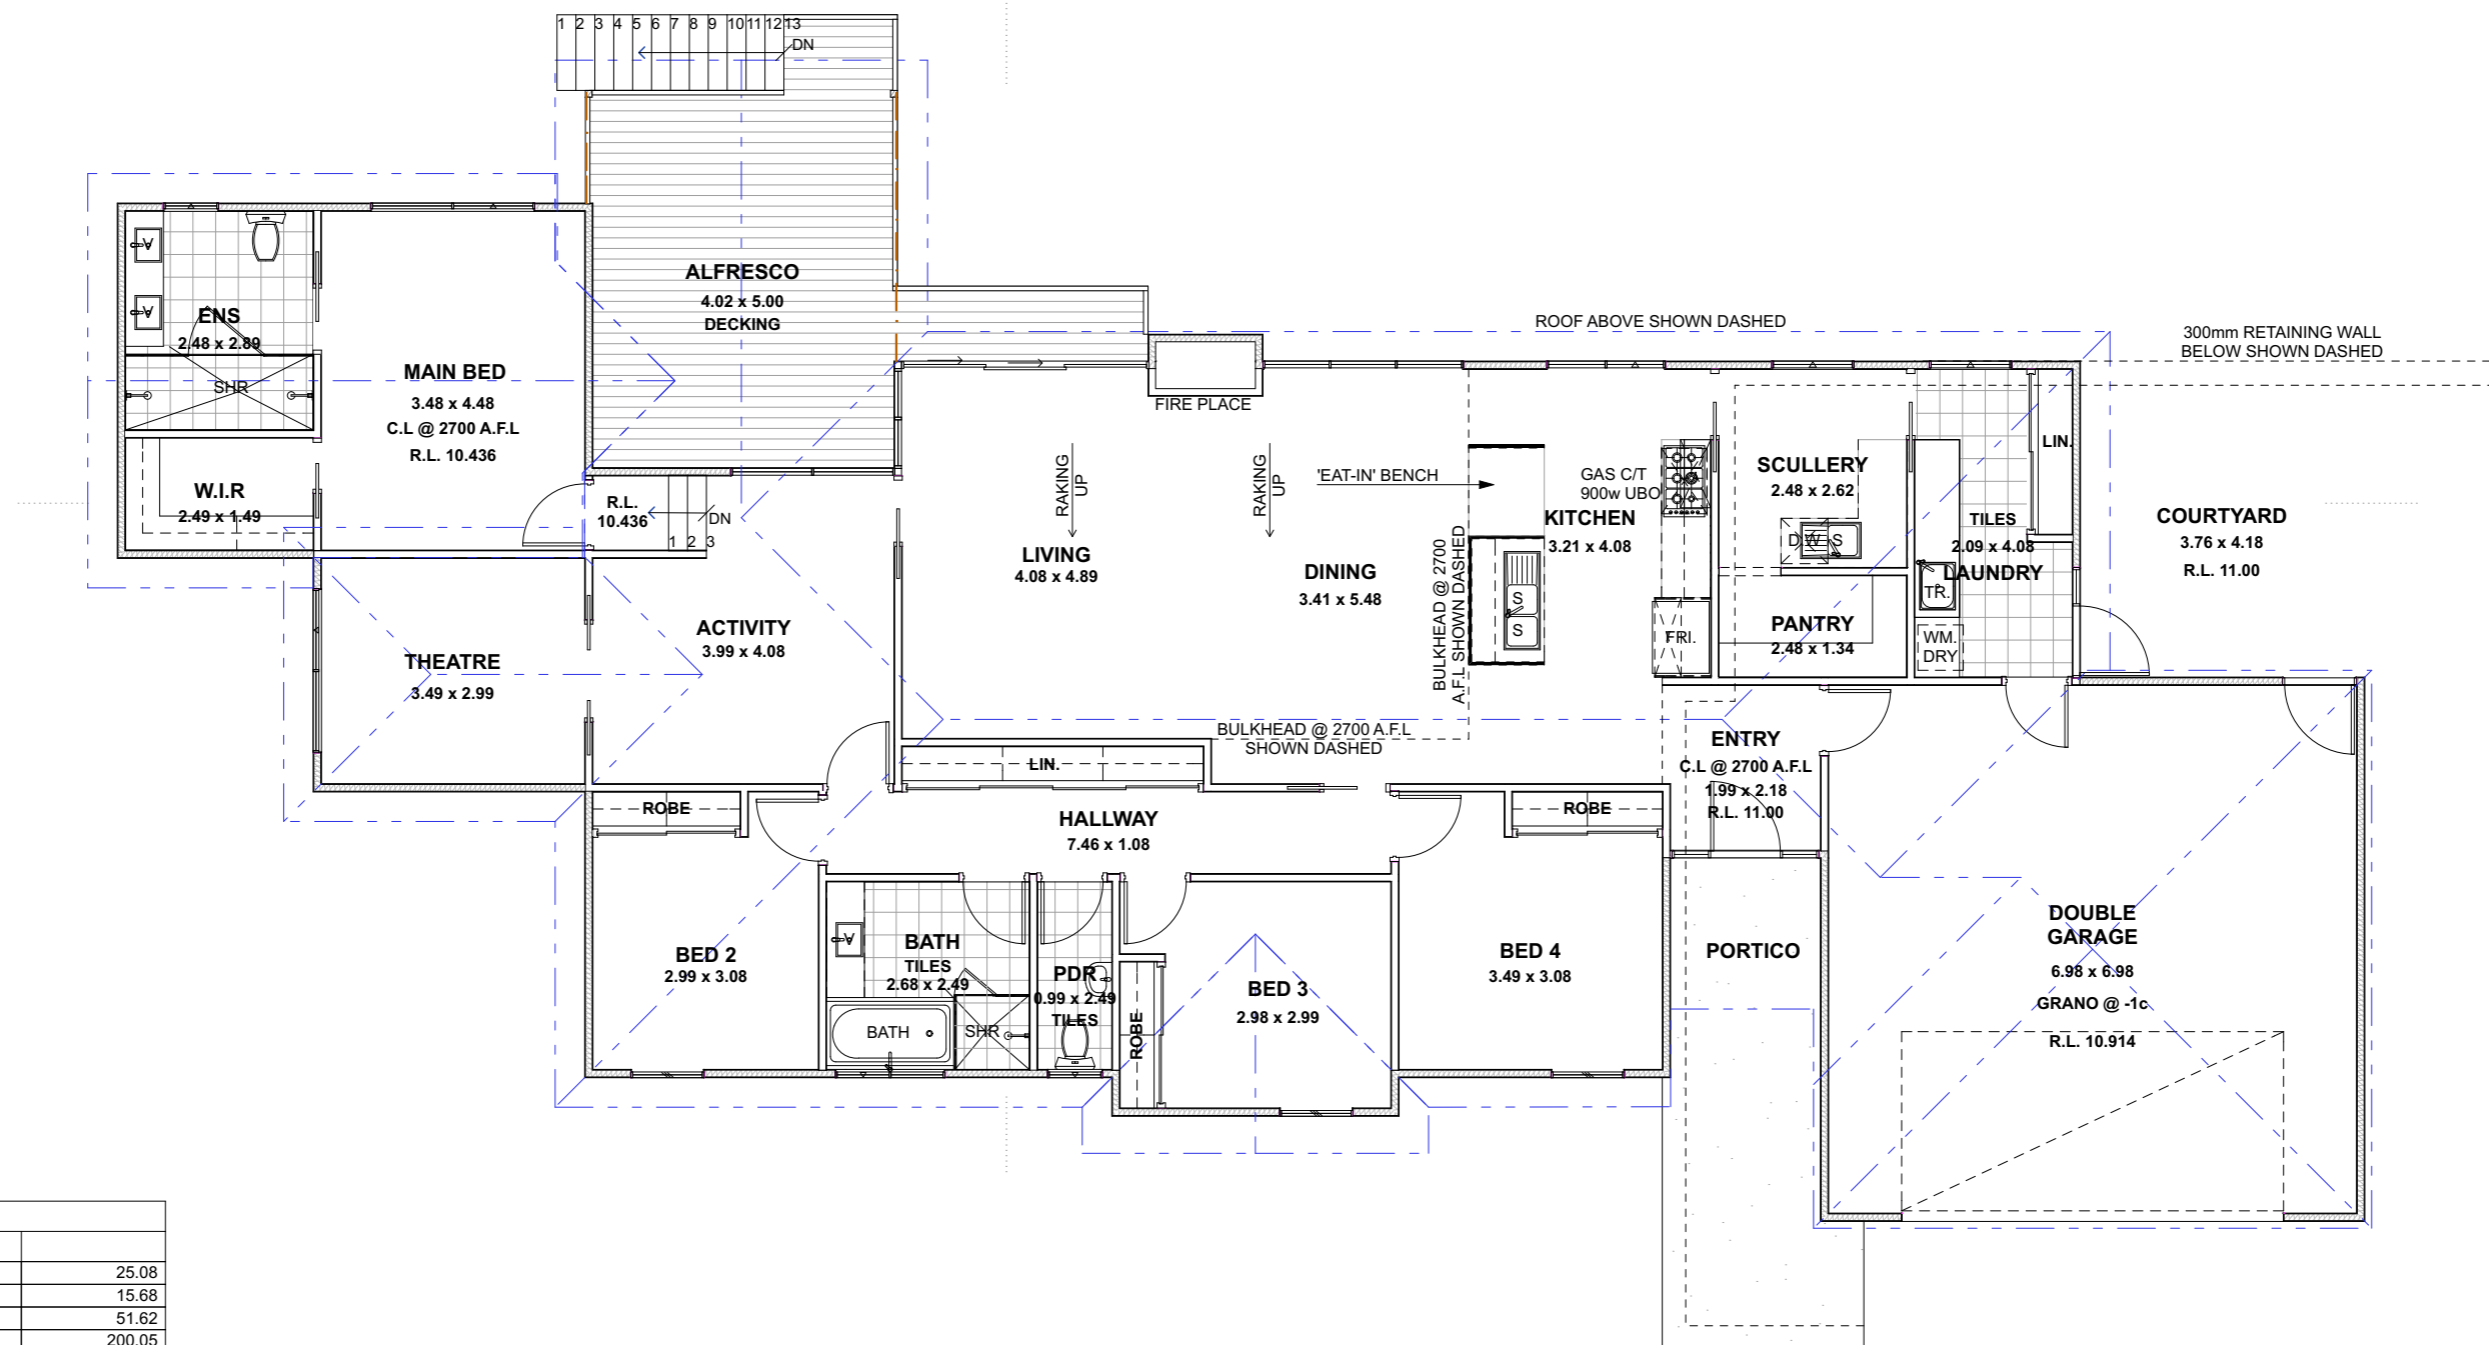 1 2 3 4 5 6 7 8 9 10 11 12 13
DN
ALFRESCO
4.02 x 5.00
DECKING
V
V
ENS
2.48 x 2.89
SHR
MAIN BED
3.48 x 4.48
C.L @ 2700 A.F.L
R.L. 10.436
W.I.R
2.49 x 1.49
R.L.
10.436
DN
1 2 3
ROOF ABOVE SHOWN DASHED
300mm RETAINING WALL
BELOW SHOWN DASHED
FIRE PLACE
RAKING
UP
RAKING
UP
'EAT-IN' BENCH
GAS C/T
900w UBO
KITCHEN
3.21 x 4.08
SCULLERY
2.48 x 2.62
D.W
S
LIN.
TILES
2.09 x 4.08
LAUNDRY
TR.
COURTYARD
3.76 x 4.18
R.L. 11.00
LIVING
4.08 x 4.89
DINING
3.41 x 5.48
BULKHEAD @ 2700
A.F.L SHOWN DASHED
S
S
FRI.
PANTRY
2.48 x 1.34
WM.
DRY
THEATRE
3.49 x 2.99
ACTIVITY
3.99 x 4.08
BULKHEAD @ 2700 A.F.L
SHOWN DASHED
LIN.
ENTRY
C.L @ 2700 A.F.L
1.99 x 2.18
R.L. 11.00
ROBE
HALLWAY
7.46 x 1.08
ROBE
BED 2
2.99 x 3.08
V
BATH
TILES
2.68 x 2.49
BATH
SHR
PDR
0.99 x 2.49
TILES
ROBE
BED 3
2.98 x 2.99
BED 4
3.49 x 3.08
PORTICO
DOUBLE
GARAGE
6.98 x 6.98
GRANO @ -1c
R.L. 10.914
25.08
15.68
51.62
200.05